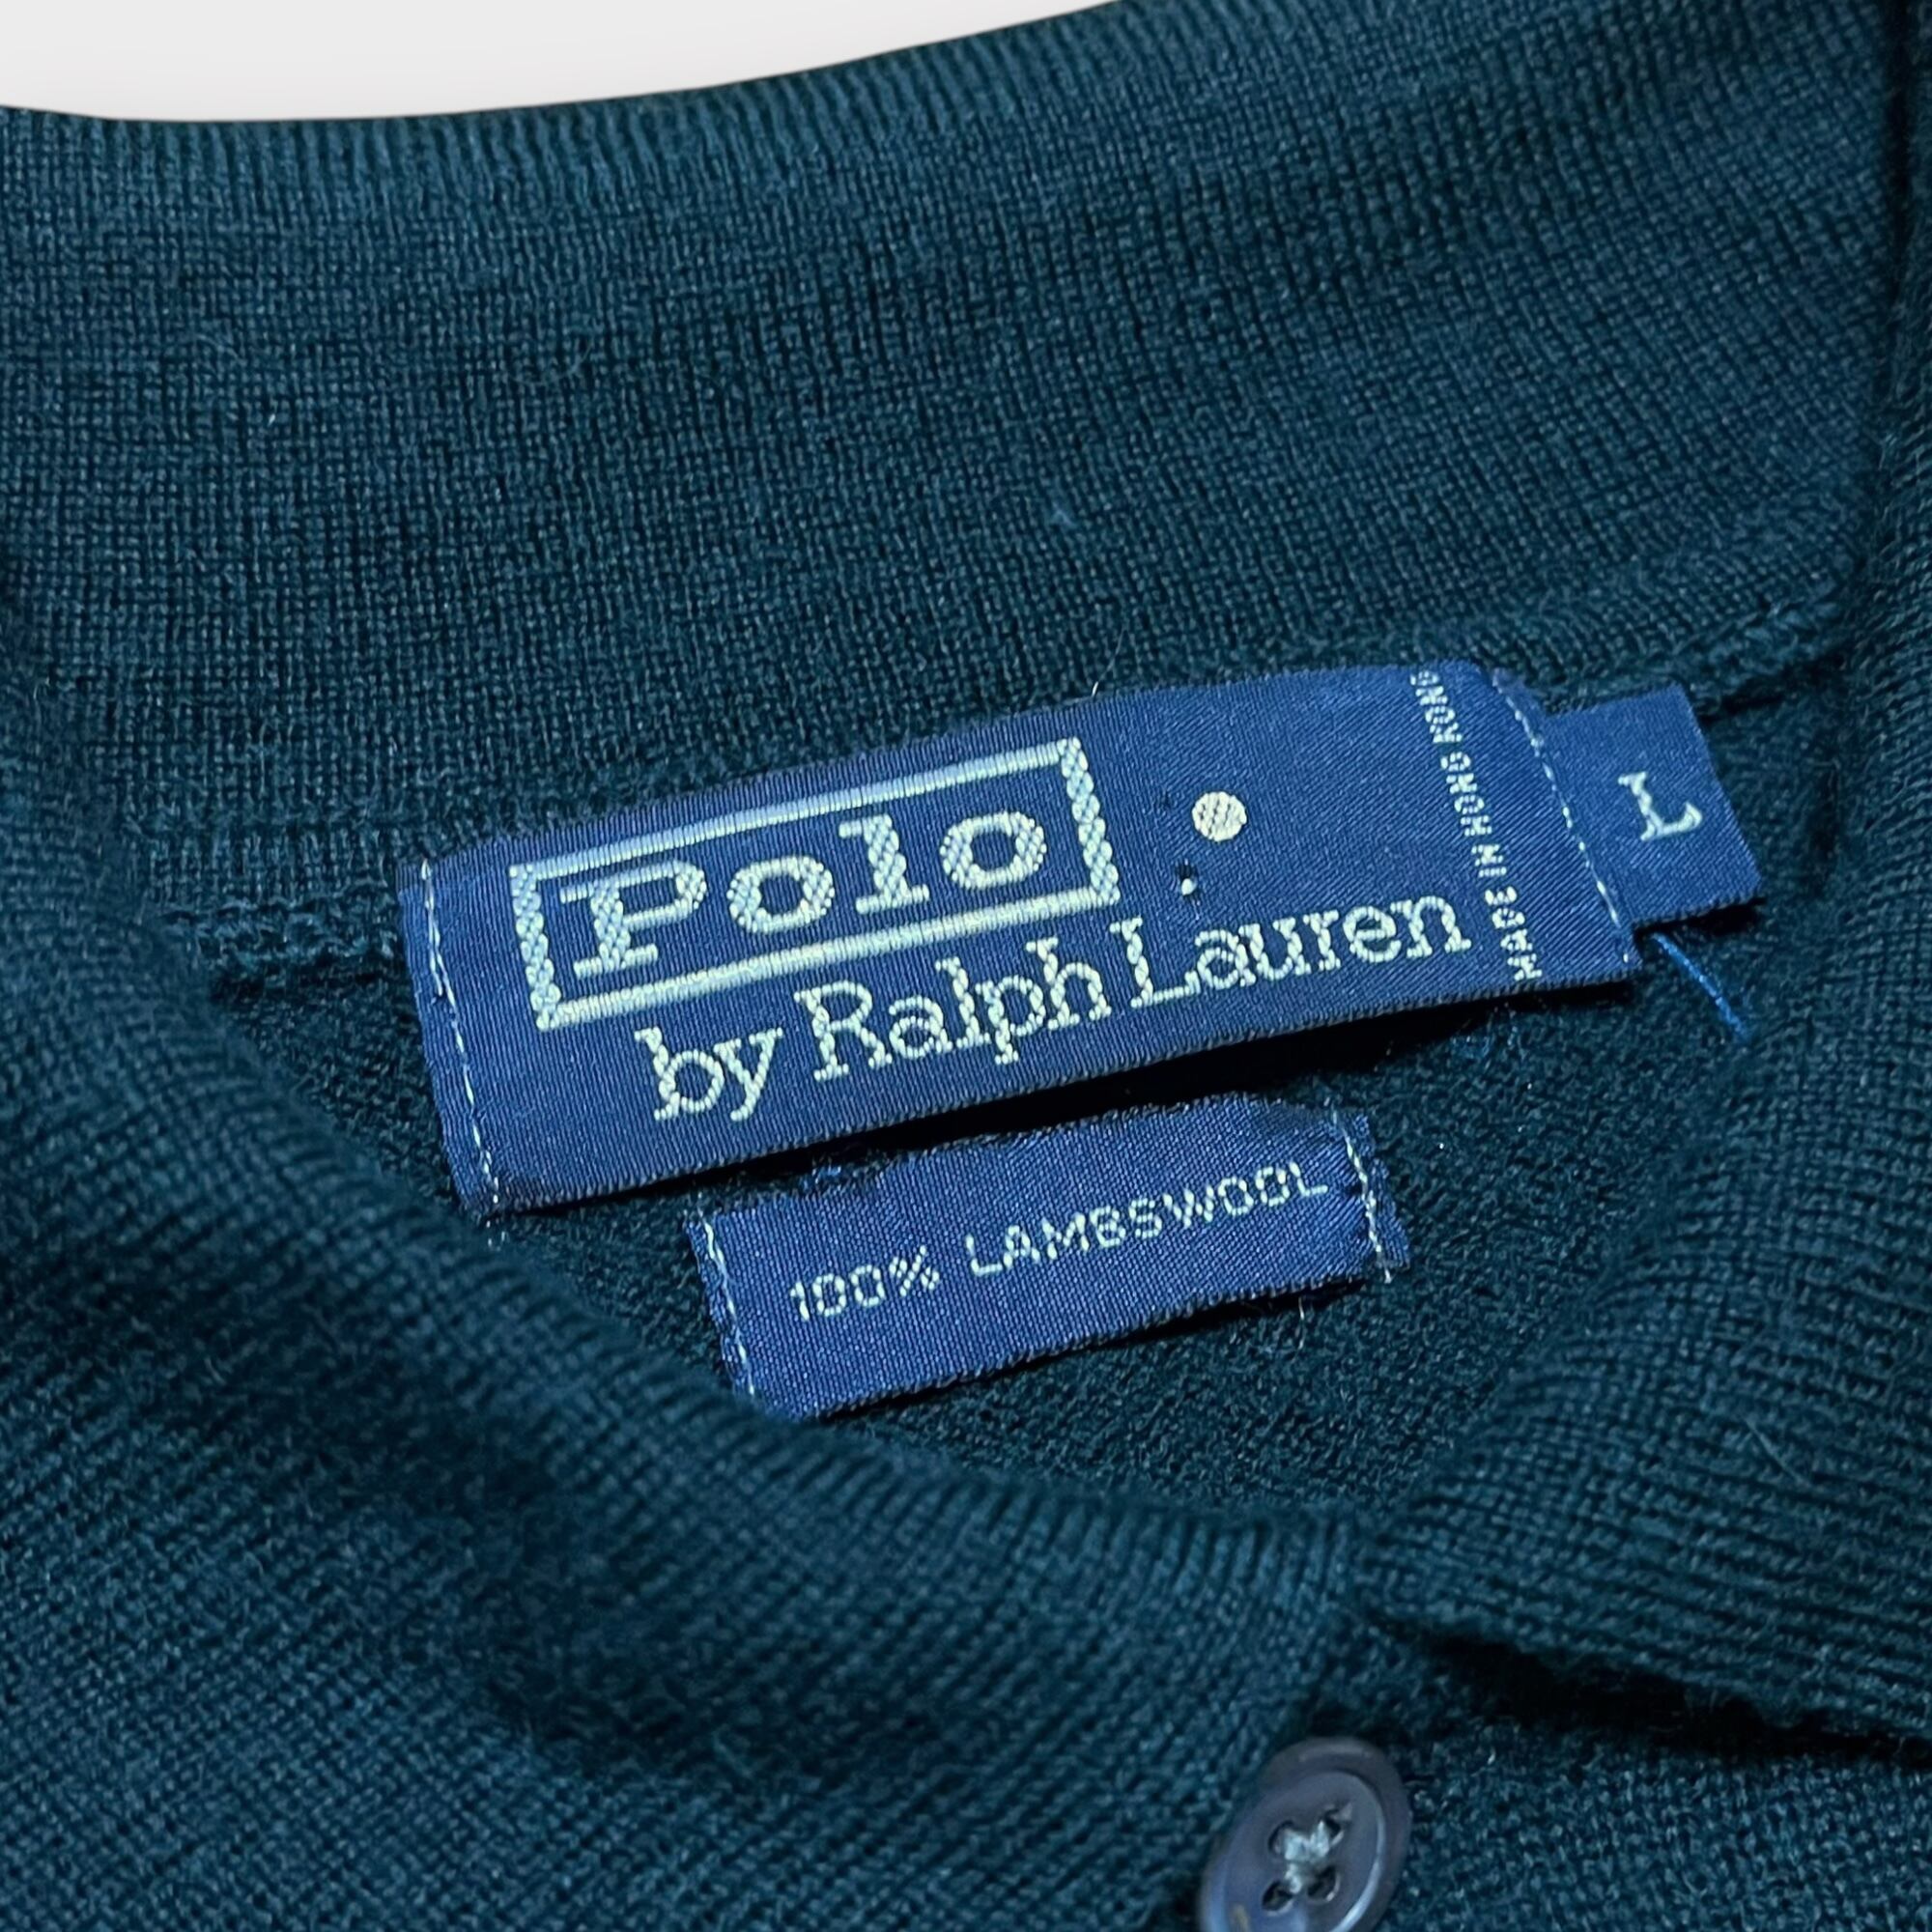 Polo
by Ralph Lauren
MADE IN HONG KONG
L
100% LAMBSWOOL